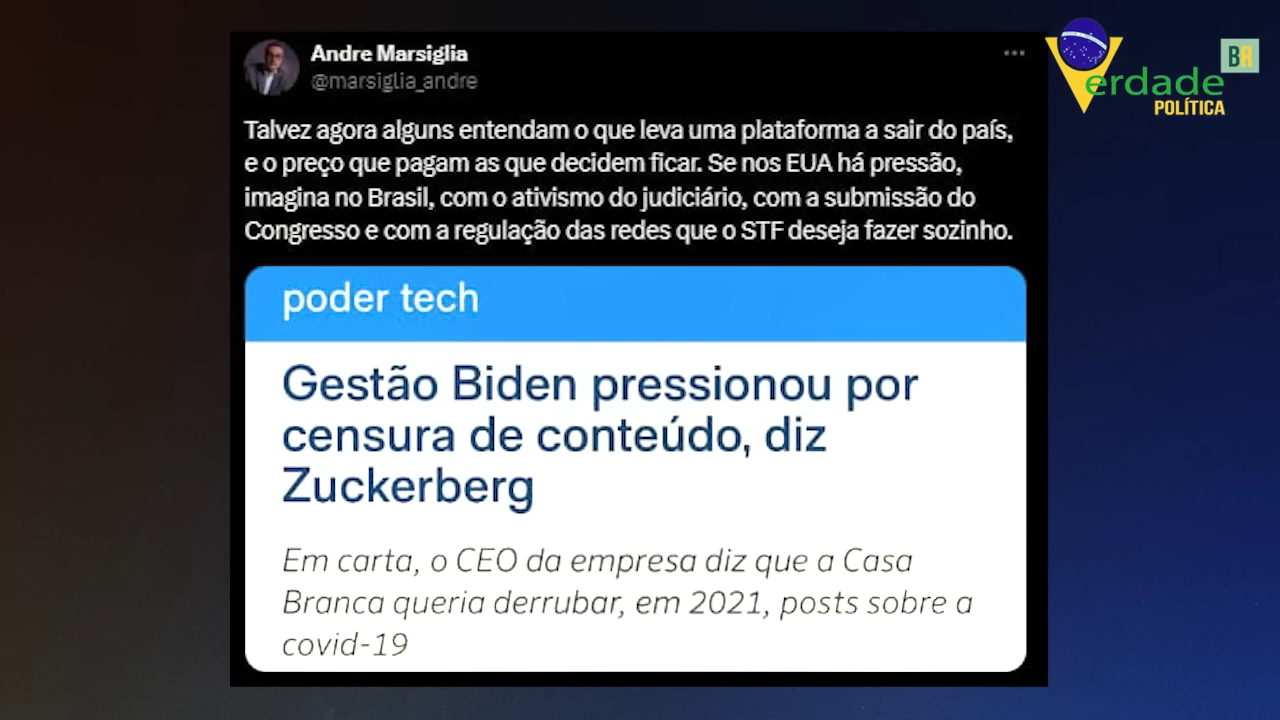 Andre Marsiglia
@marsiglia_andre
Talvez agora alguns entendam o que leva uma plataforma a sair do país,
e o preço que pagam as que decidem ficar. Se nos EUA há pressão,
imagina no Brasil, com o ativismo do judiciário, com a submissão do
Congresso e com a regulação das redes que o STF deseja fazer sozinho.
poder tech
Gestão Biden pressionou por
censura de conteúdo, diz
Zuckerberg
Em carta, o CEO da empresa diz que a Casa
Branca queria derrubar, em 2021, posts sobre a
covid-19
BR
Verdade
POLÍTICA